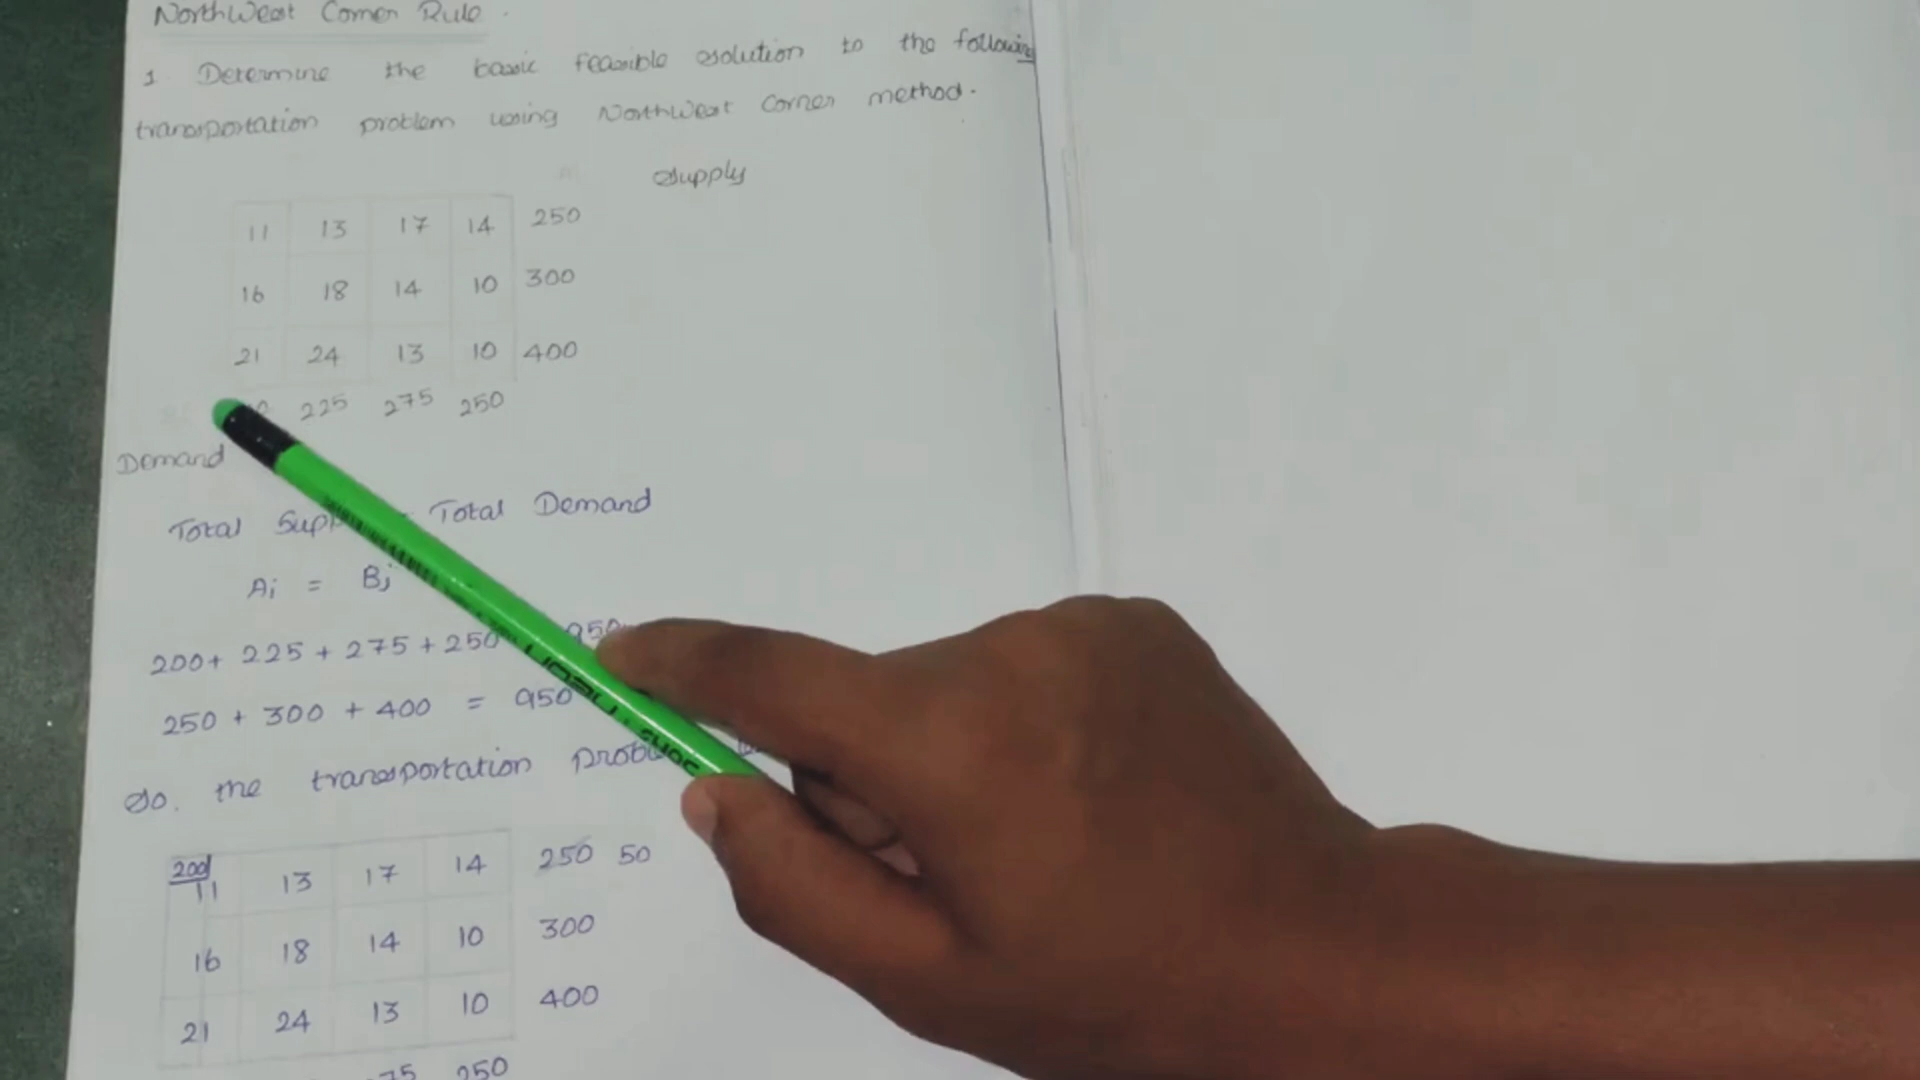 NorthWest Corner Rule.
1 Determine the basic feasible solution to the following
transportation problem using NorthWest Corner method.
Supply
11 13 17 14 250
16 18 14 10 300
21 24 13 10 400
225 275 250
Demand
Total Supply = Total Demand
Ai = Bj
200 + 225 + 275 + 250 950
250 + 300 + 400 = 950
So. the transportation
200
11 13 17 14 250 50
16 18 14 10 300
21 24 13 10 400
250